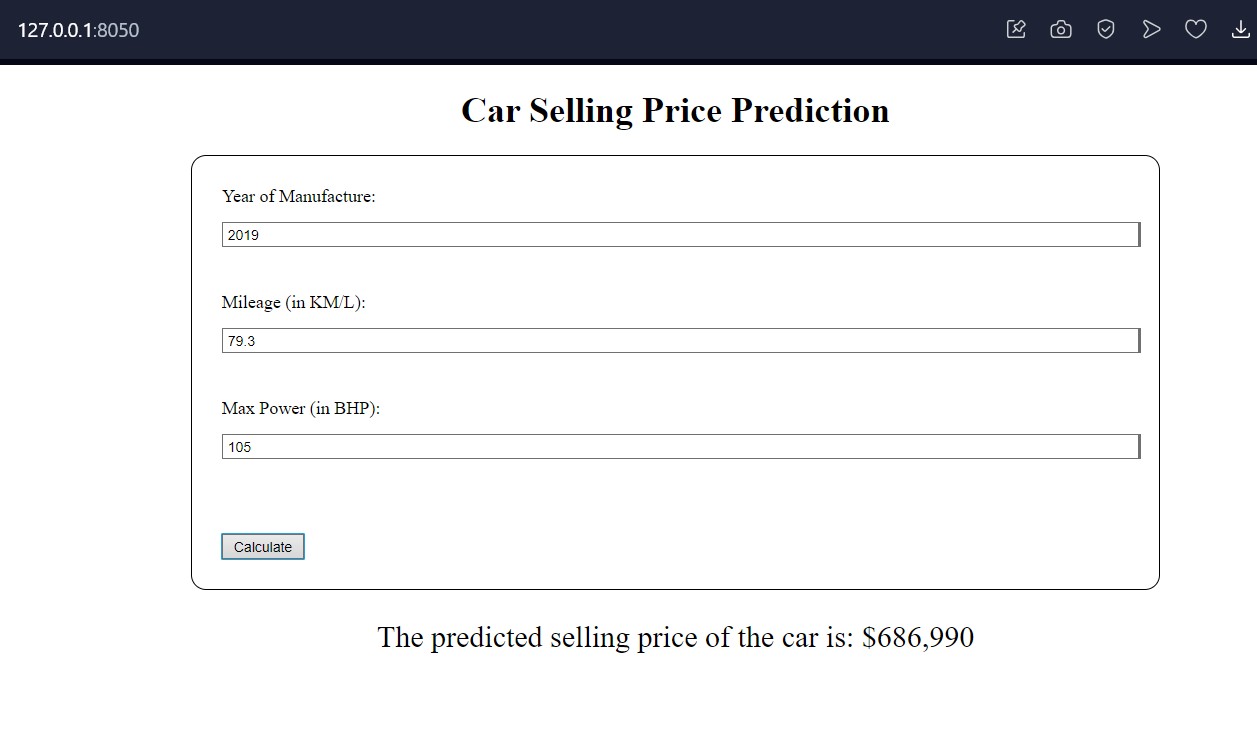 127.0.0.1:8050
Car Selling Price Prediction
Year of Manufacture:
2019
Mileage (in KM/L):
79.3
Max Power (in BHP):
105
Calculate
The predicted selling price of the car is: $686,990